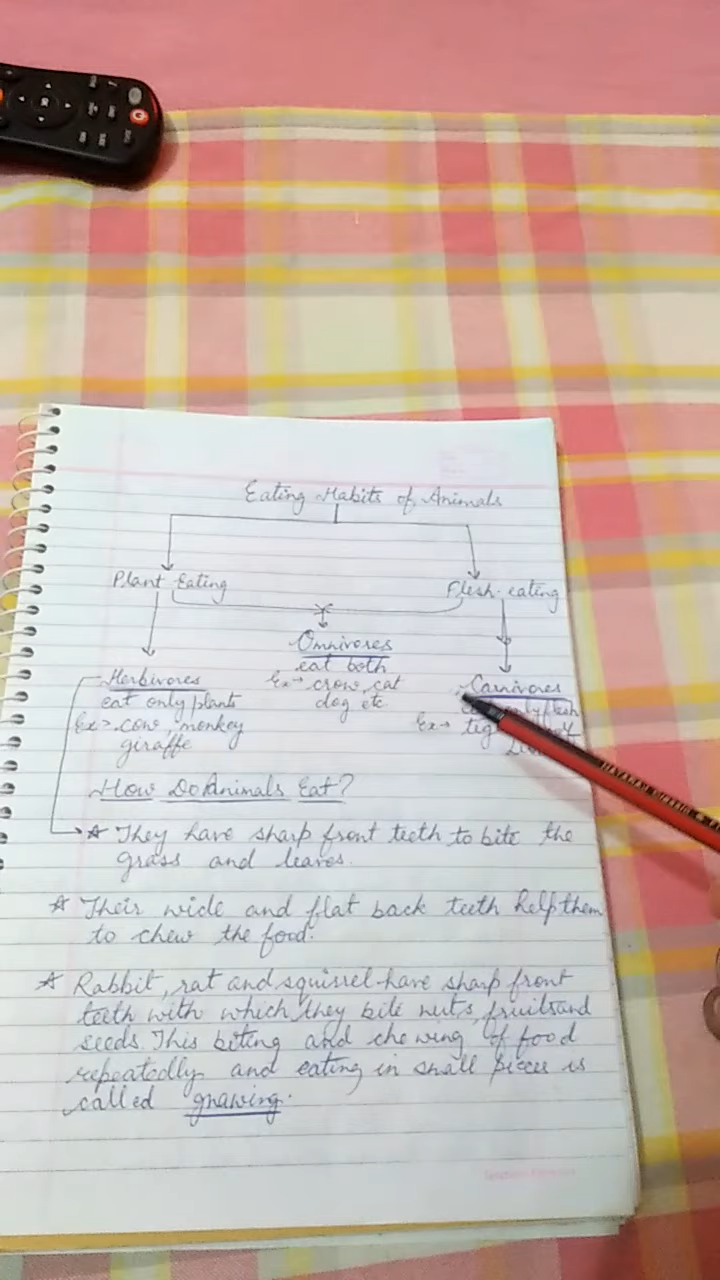 Eating Habits of Animals
Plant Eating
Flesh-eating
Omnivores
eat both
Ex→ crow, cat
dog etc
Herbivores
eat only plants
Ex> cow, monkey
giraffe
Carnivores
only flesh
Ex→
How Do Animals Eat?
☆ They have sharp front teeth to bite the
grass and leaves.
☆ Their wide and flat back teeth help them
to chew the food.
☆ Rabbit, rat and squirrel have sharp front
teeth with which they bite nuts, fruits and
seeds. This biting and chewing of food
repeatedly and eating in small pieces is
called gnawing.
NATARAJ